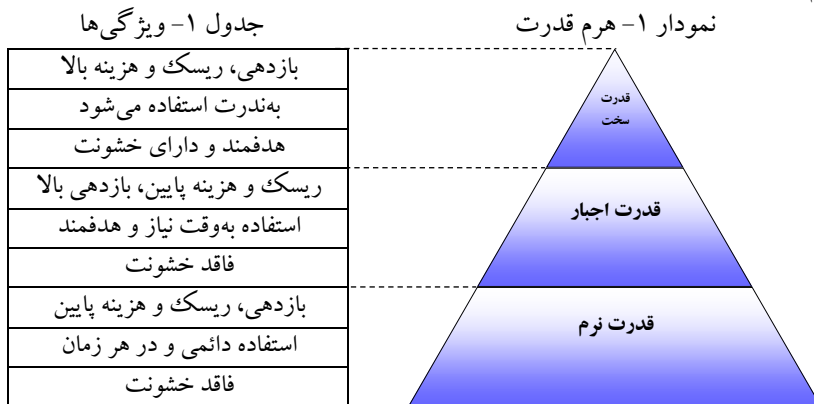 نمودار ۱- هرم قدرت
قدرت
سخت
قدرت اجبار
قدرت نرم
جدول ۱- ویژگی‌ها
بازدهی، ریسک و هزینه بالا
به‌ندرت استفاده می‌شود
هدفمند و دارای خشونت
ریسک و هزینه پایین، بازدهی بالا
استفاده به‌وقت نیاز و هدفمند
فاقد خشونت
بازدهی، ریسک و هزینه پایین
استفاده دائمی و در هر زمان
فاقد خشونت